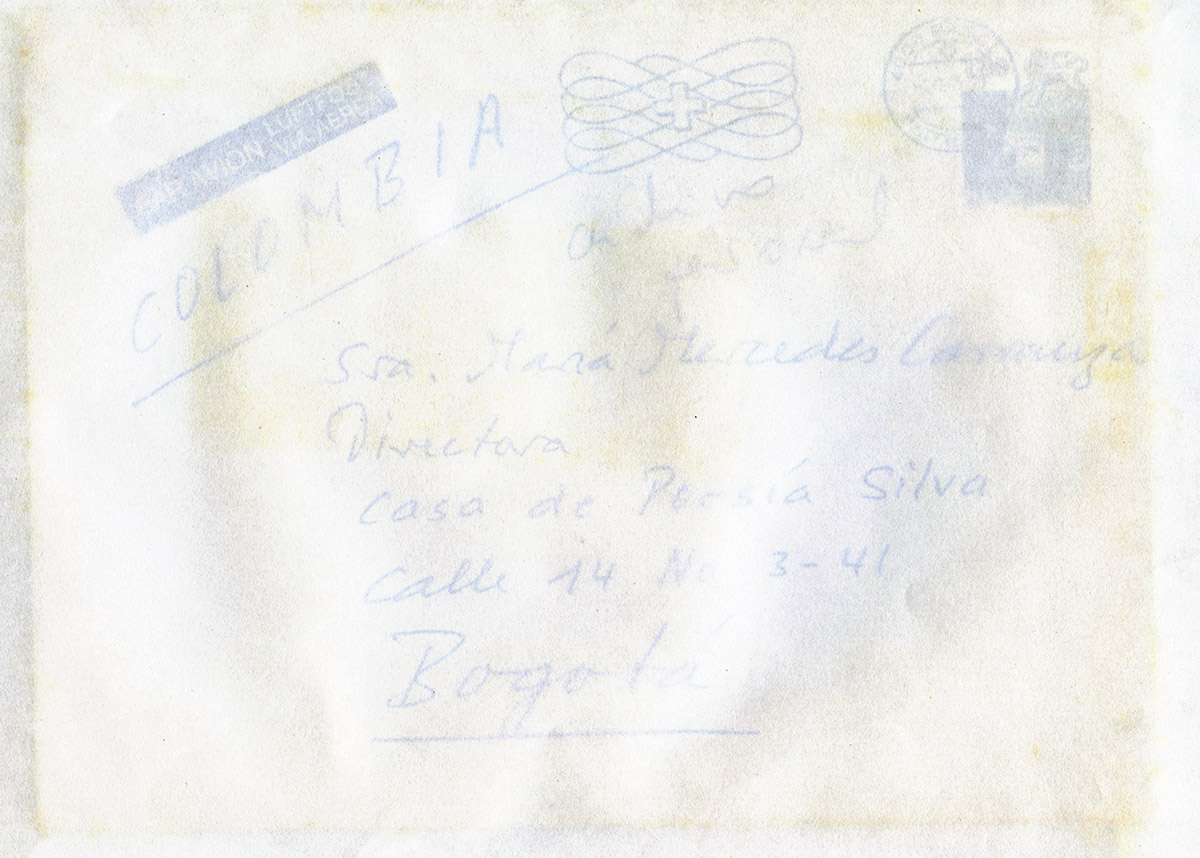 PAR AVION LUFTPOST
VIA AEREA
COLOMBIA
archivo
personal
Sra. María Mercedes Carranza
Directora
Casa de Poesía Silva
Calle 14 No 3-41
Bogotá